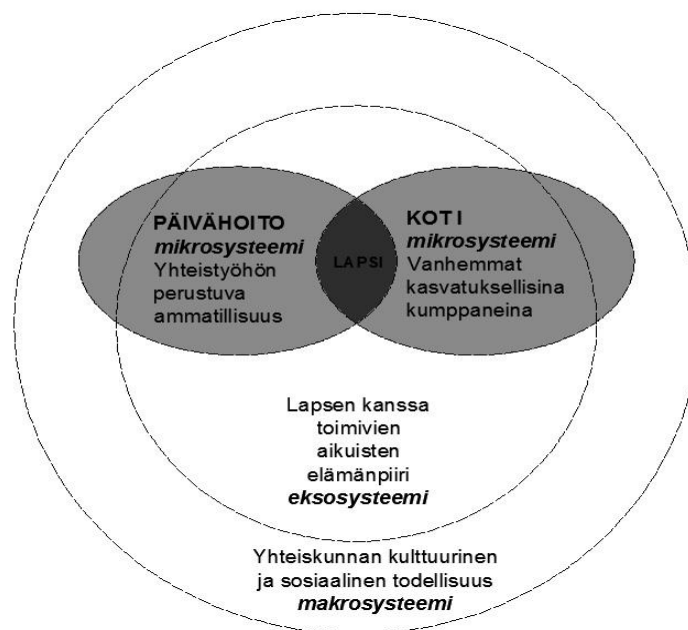 PÄIVÄHOITO
mikrosysteemi
Yhteistyöhön
perustuva
ammatillisuus
LAPSI
KOTI
mikrosysteemi
Vanhemmat
kasvatuksellisina
kumppaneina
Lapsen kanssa
toimivien
aikuisten
elämänpiiri
eksosysteemi
Yhteiskunnan kulttuurinen
ja sosiaalinen todellisuus
makrosysteemi